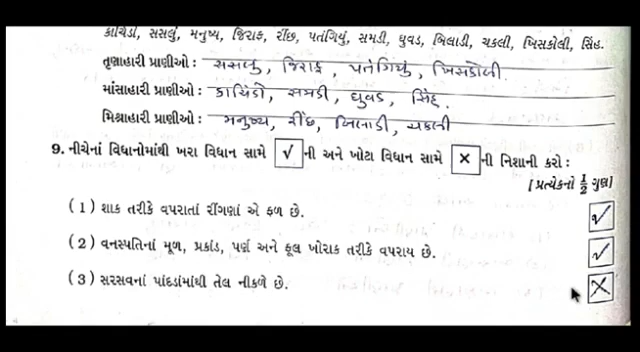 કાચિંડો, સસલું, મનુષ્ય, જિરાફ, રીંછ, પતંગિયું, સમડી, ઘુવડ, બિલાડી, ચકલી, ખિસકોલી, સિંહ.
તૃણાહારી પ્રાણીઓ : સસલું, જિરાફ, પતંગિયું, ખિસકોલી.
માંસાહારી પ્રાણીઓ : કાચિંડો, સમડી, ઘુવડ, સિંહ.
મિશ્રાહારી પ્રાણીઓ : મનુષ્ય, રીંછ, બિલાડી, ચકલી
9. નીચેનાં વિધાનોમાંથી ખરા વિધાન સામે √ ની અને ખોટા વિધાન સામે × ની નિશાની કરો :
[પ્રત્યેકનો 1/2 ગુણ]
(1) શાક તરીકે વપરાતાં રીંગણાં એ ફળ છે. √
(2) વનસ્પતિનાં મૂળ, પ્રકાંડ, પર્ણ અને ફૂલ ખોરાક તરીકે વપરાય છે. √
(3) સરસવનાં પાંદડાંમાંથી તેલ નીકળે છે. ×